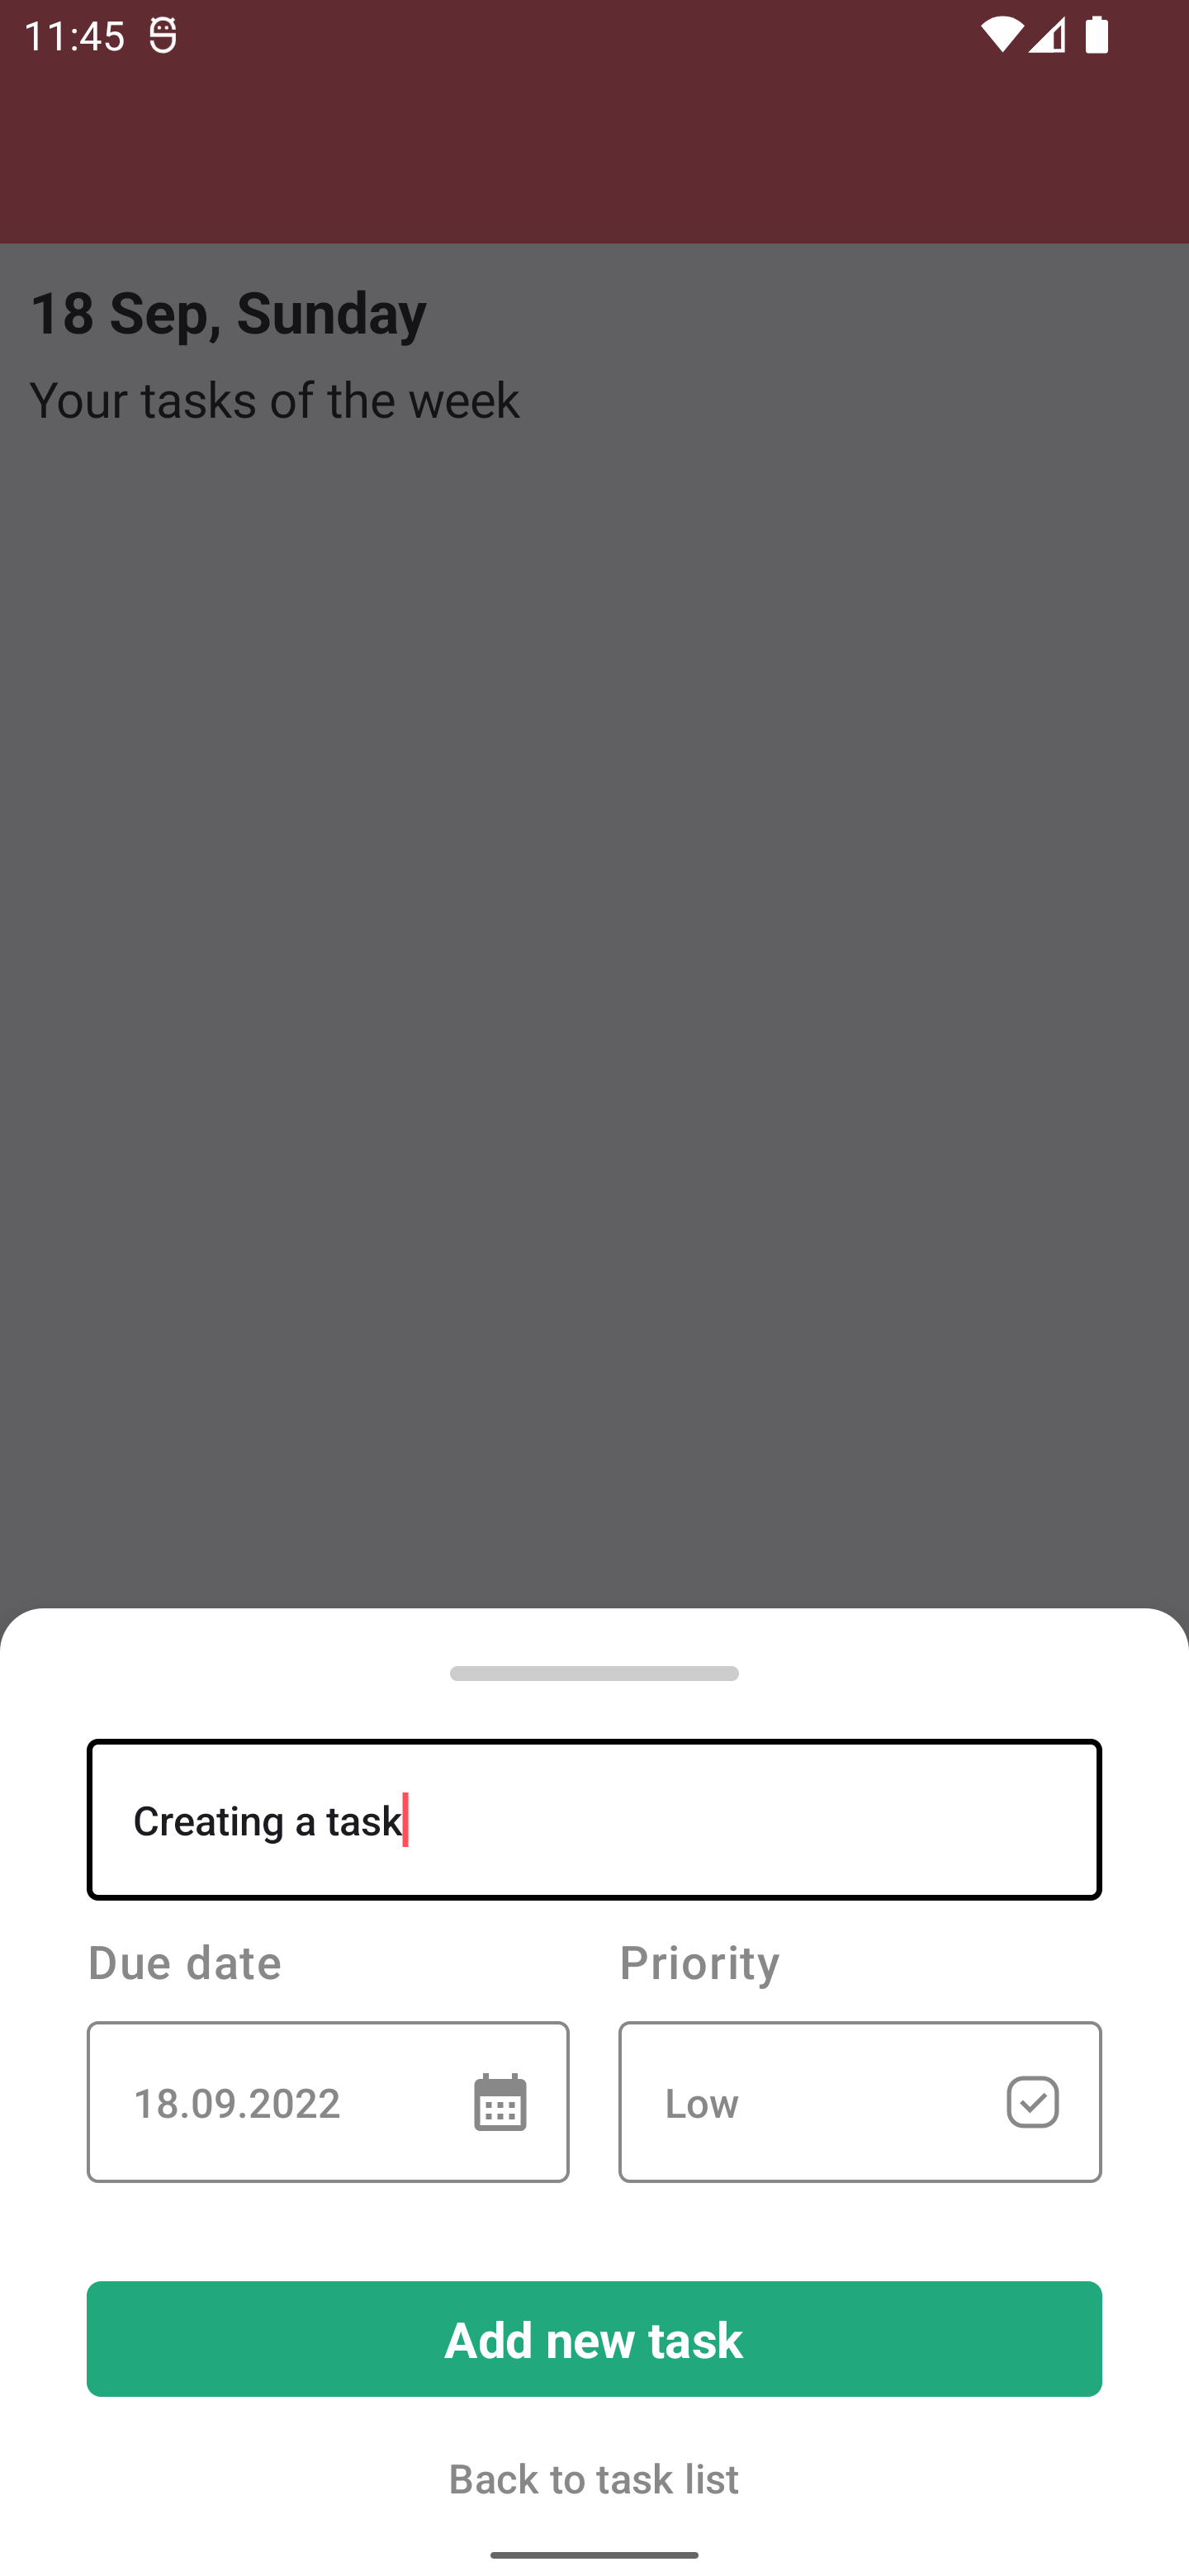 11:45
18 Sep, Sunday
Your tasks of the week
Creating a task
Due date Priority
18.09.2022 Low
Add new task
Back to task list